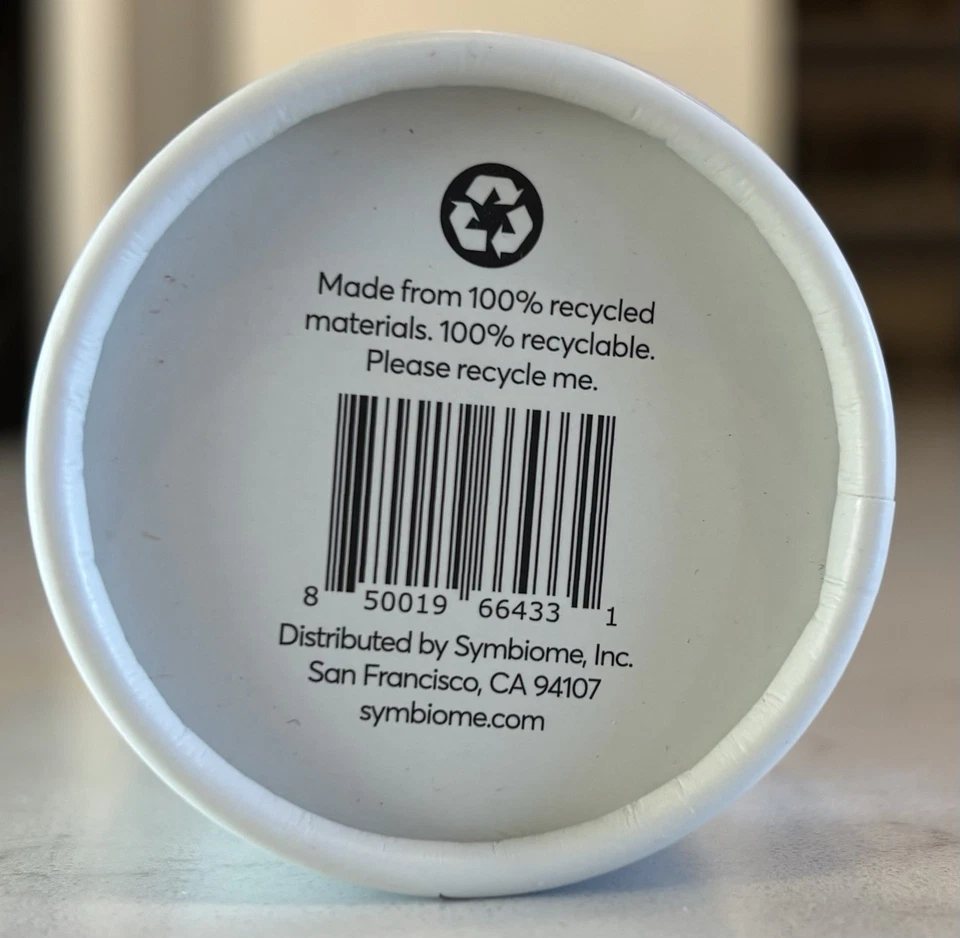 Made from 100% recycled
materials. 100% recyclable.
Please recycle me.
8 50019 66433 1
Distributed by Symbiome, Inc.
San Francisco, CA 94107
symbiome.com